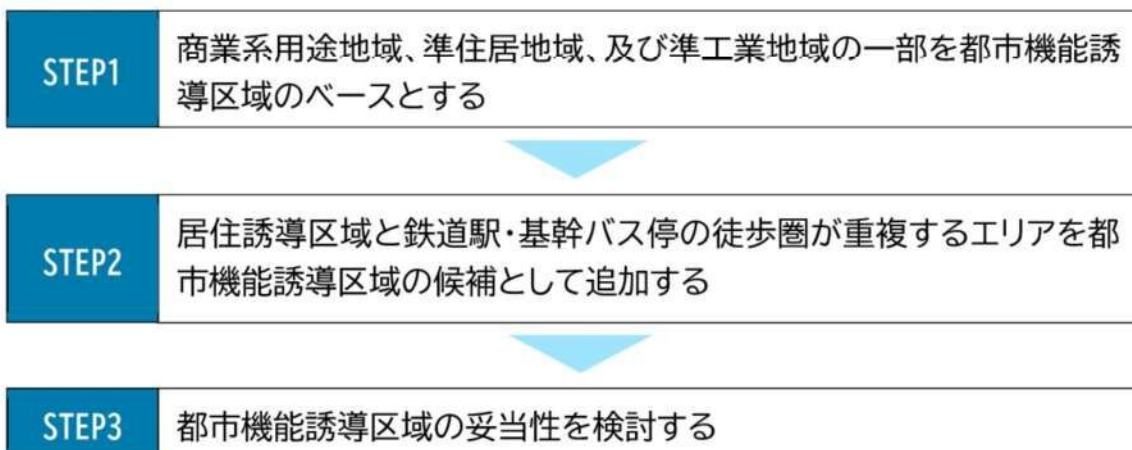 STEP1
商業系用途地域、準住居地域、及び準工業地域の一部を都市機能誘
導区域のベースとする
STEP2
居住誘導区域と鉄道駅・基幹バス停の徒歩圏が重複するエリアを都
市機能誘導区域の候補として追加する
STEP3
都市機能誘導区域の妥当性を検討する